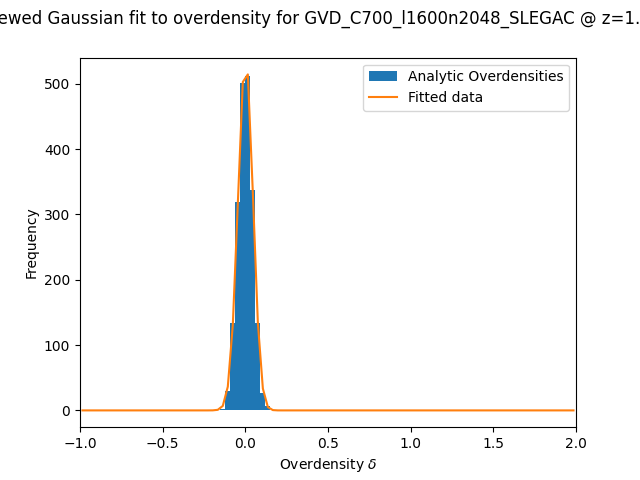 ewed Gaussian fit to overdensity for GVD_C700_l1600n2048_SLEGAC @ z=1.
Analytic Overdensities
Fitted data
Frequency
500
400
300
200
100
0
−1.0 −0.5 0.0 0.5 1.0 1.5 2.0
Overdensity δ